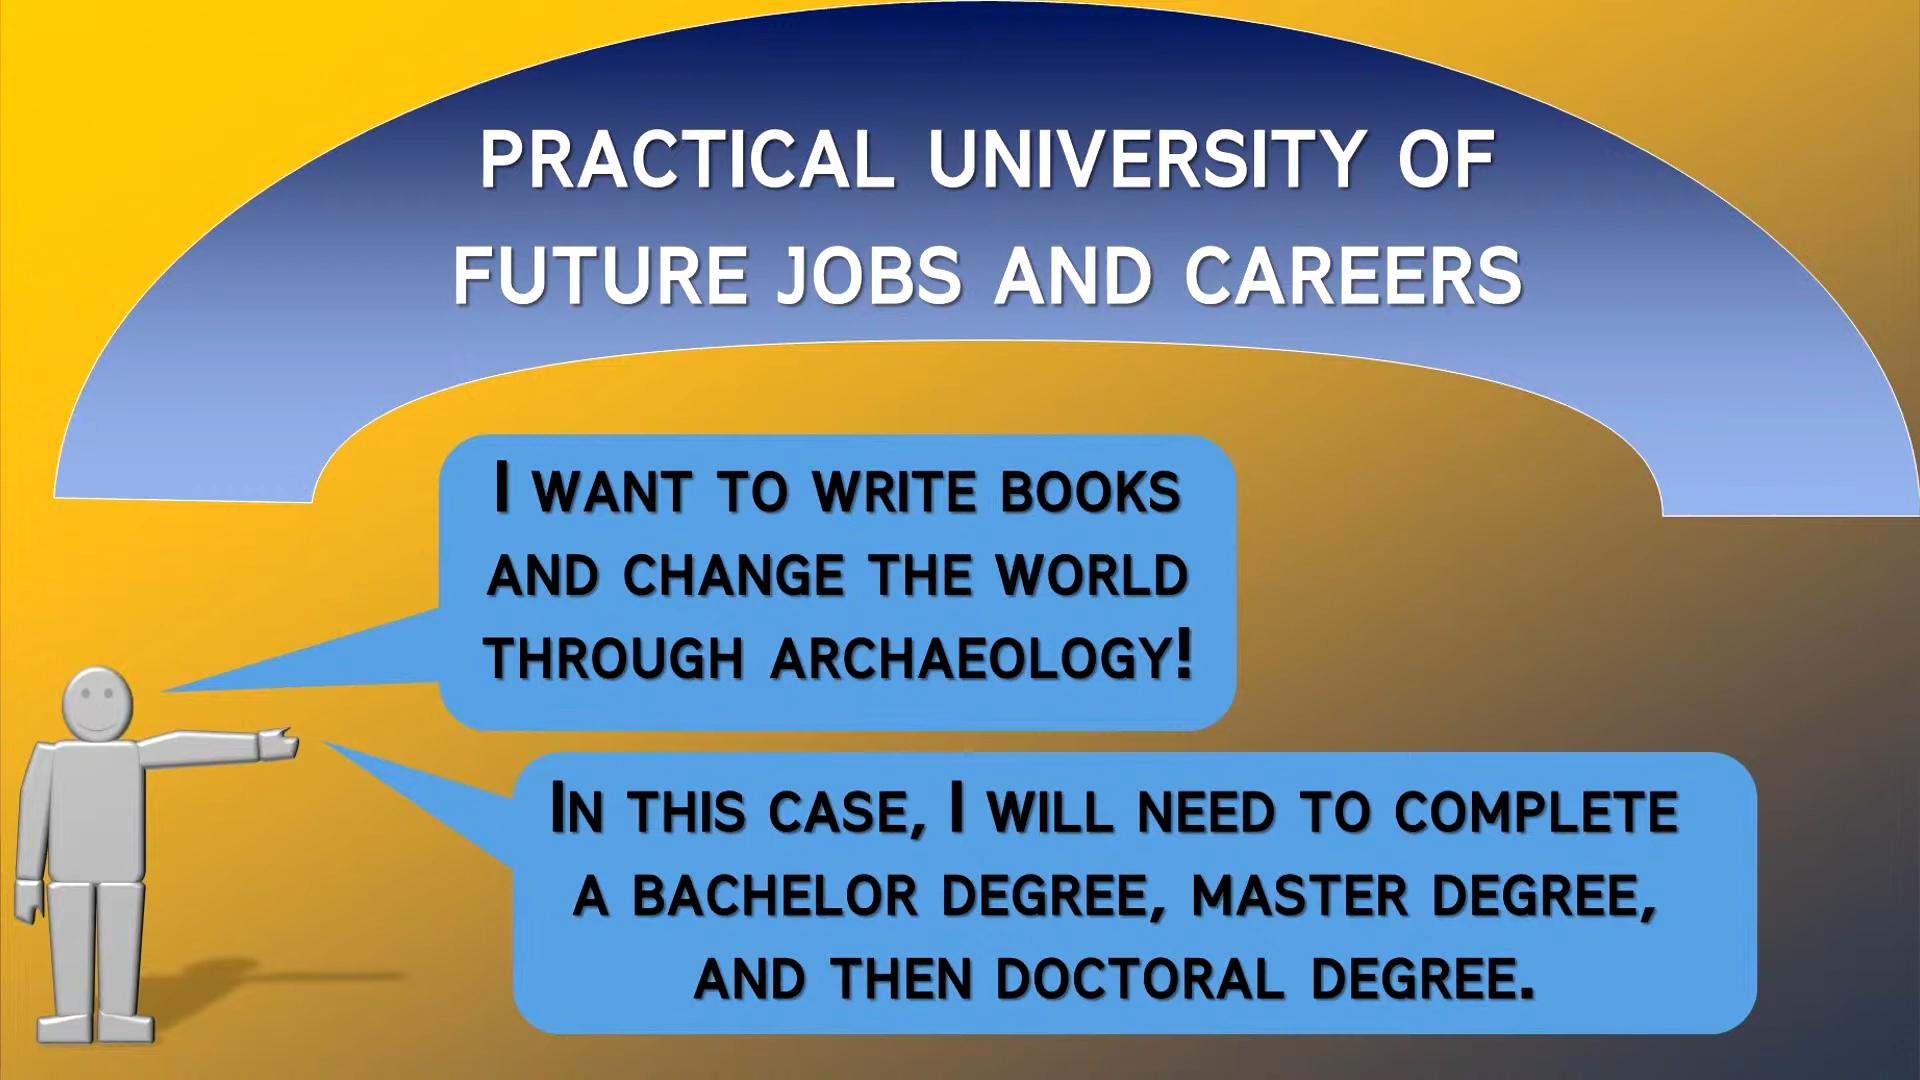 PRACTICAL UNIVERSITY OF
FUTURE JOBS AND CAREERS
I WANT TO WRITE BOOKS
AND CHANGE THE WORLD
THROUGH ARCHAEOLOGY!
IN THIS CASE, I WILL NEED TO COMPLETE
A BACHELOR DEGREE, MASTER DEGREE,
AND THEN DOCTORAL DEGREE.